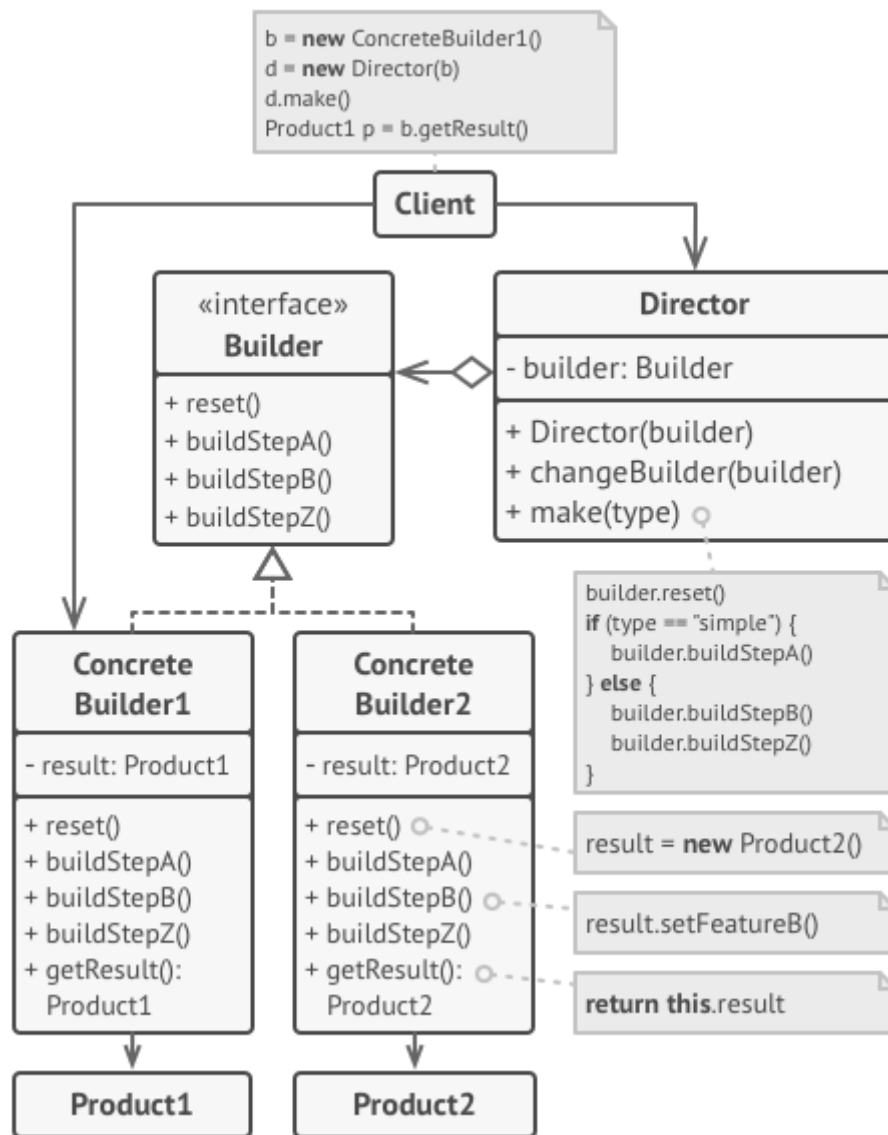 b = new ConcreteBuilder1()
d = new Director(b)
d.make()
Product1 p = b.getResult()
Client
«interface»
Builder
+ reset()
+ buildStepA()
+ buildStepB()
+ buildStepZ()
Director
- builder: Builder
+ Director(builder)
+ changeBuilder(builder)
+ make(type)
builder.reset()
if (type == "simple") {
builder.buildStepA()
} else {
builder.buildStepB()
builder.buildStepZ()
}
Concrete
Builder1
- result: Product1
+ reset()
+ buildStepA()
+ buildStepB()
+ buildStepZ()
+ getResult():
Product1
Concrete
Builder2
- result: Product2
+ reset()
+ buildStepA()
+ buildStepB()
+ buildStepZ()
+ getResult():
Product2
result = new Product2()
result.setFeatureB()
return this.result
Product1
Product2